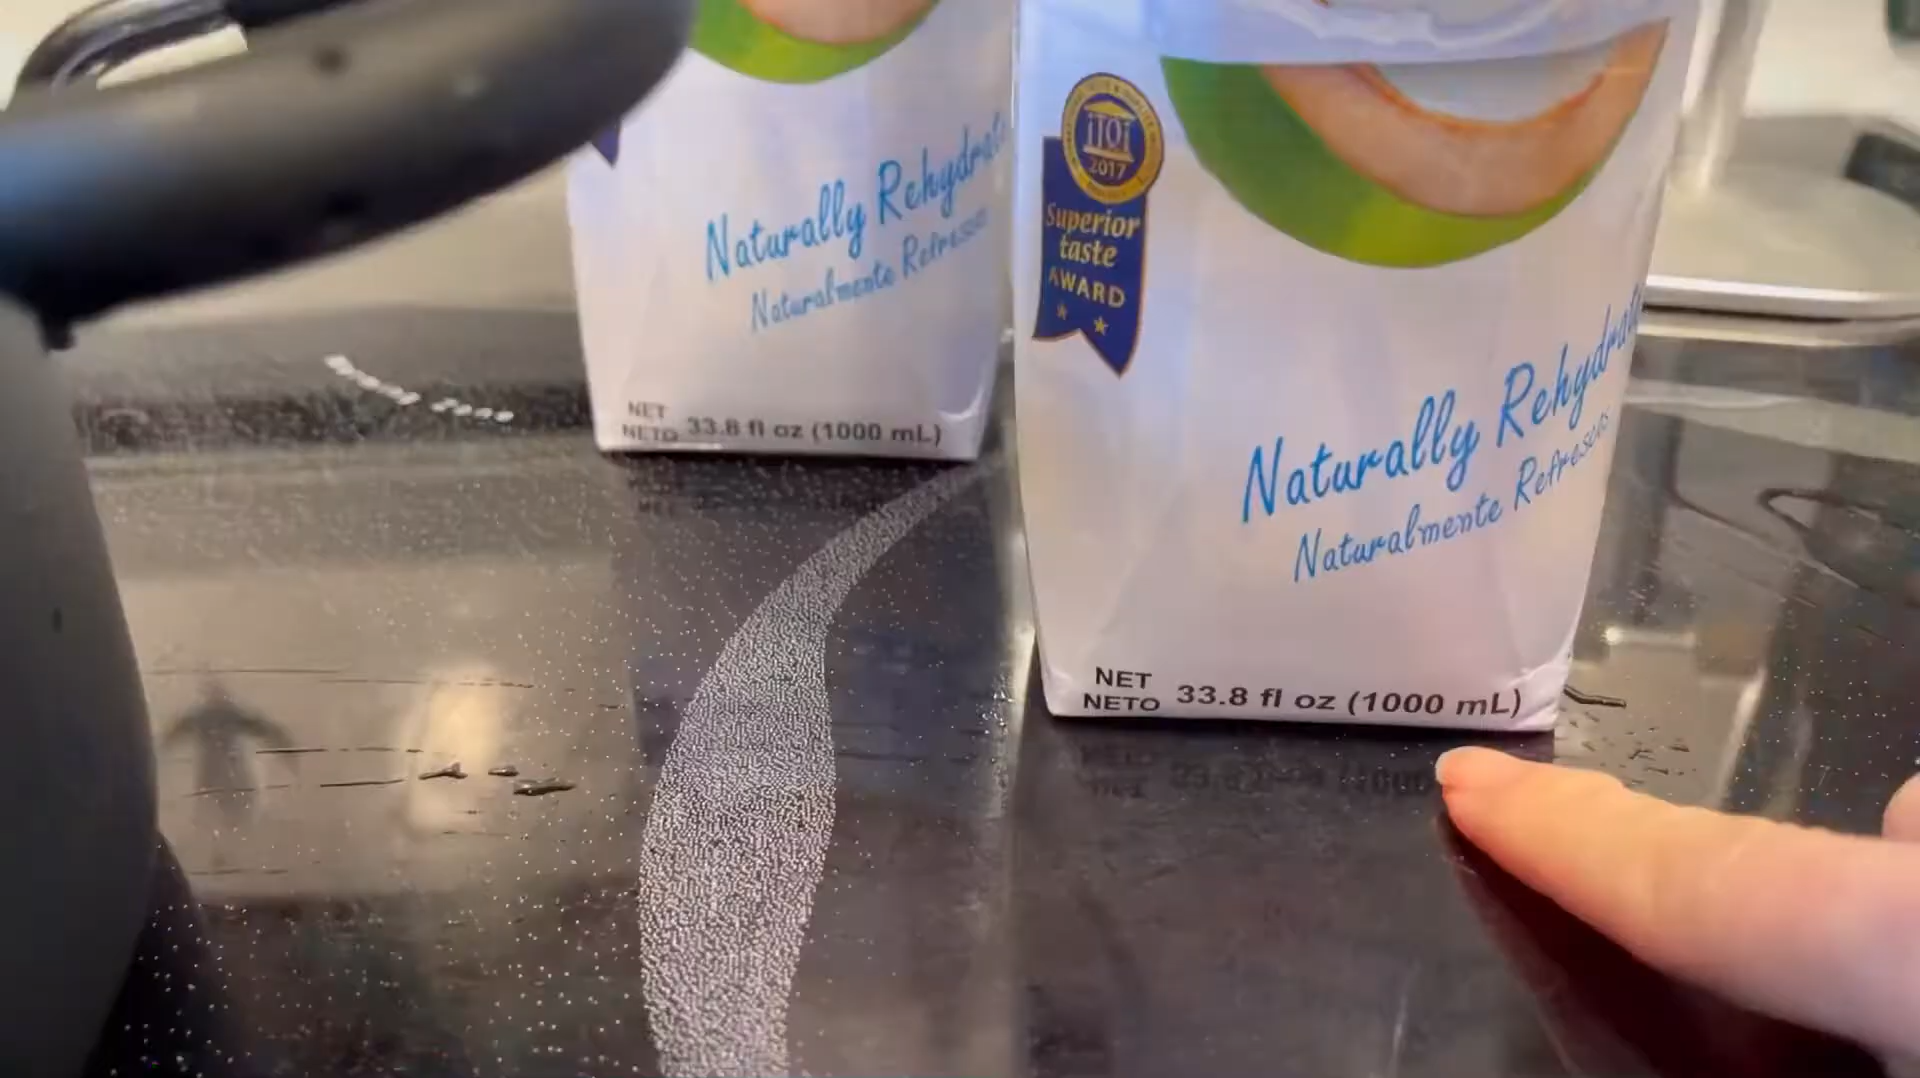 Naturally Rehydrat
Naturalmente Refresc
NET
NETO 33.8 fl oz (1000 mL)
iTQi
2017
Superior
taste
AWARD
Naturally Rehydrat
Naturalmente Refresc
NET
NETO 33.8 fl oz (1000 mL)